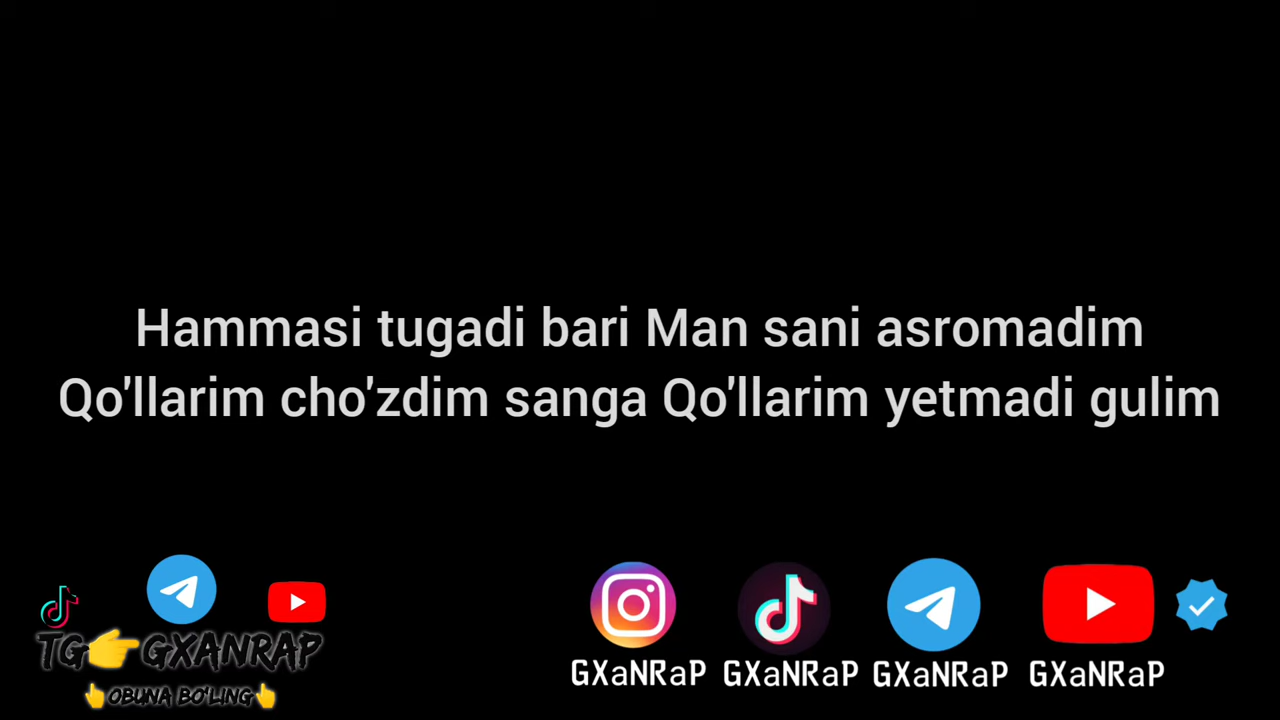 Hammasi tugadi bari Man sani asromadim
Qo'llarim cho'zdim sanga Qo'llarim yetmadi gulim
TG👉GXANRAP
👆OBUNA BO'LING👆
GXaNRaP GXaNRaP GXaNRaP GXaNRaP